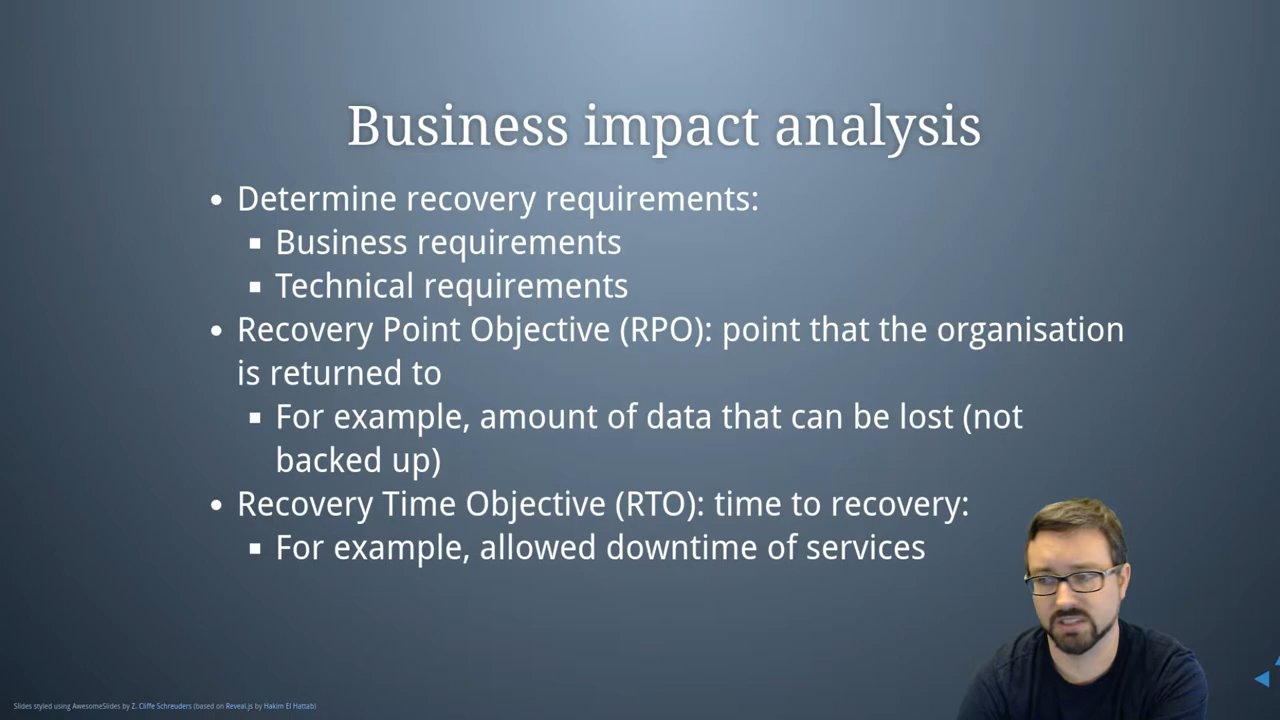 Business impact analysis
• Determine recovery requirements:
▪ Business requirements
▪ Technical requirements
• Recovery Point Objective (RPO): point that the organisation
is returned to
▪ For example, amount of data that can be lost (not
backed up)
• Recovery Time Objective (RTO): time to recovery:
▪ For example, allowed downtime of services
Slides styled using AwesomeSlides by Z. Cliffe Schreuders (based on Reveal.js by Hakim El Hattab)